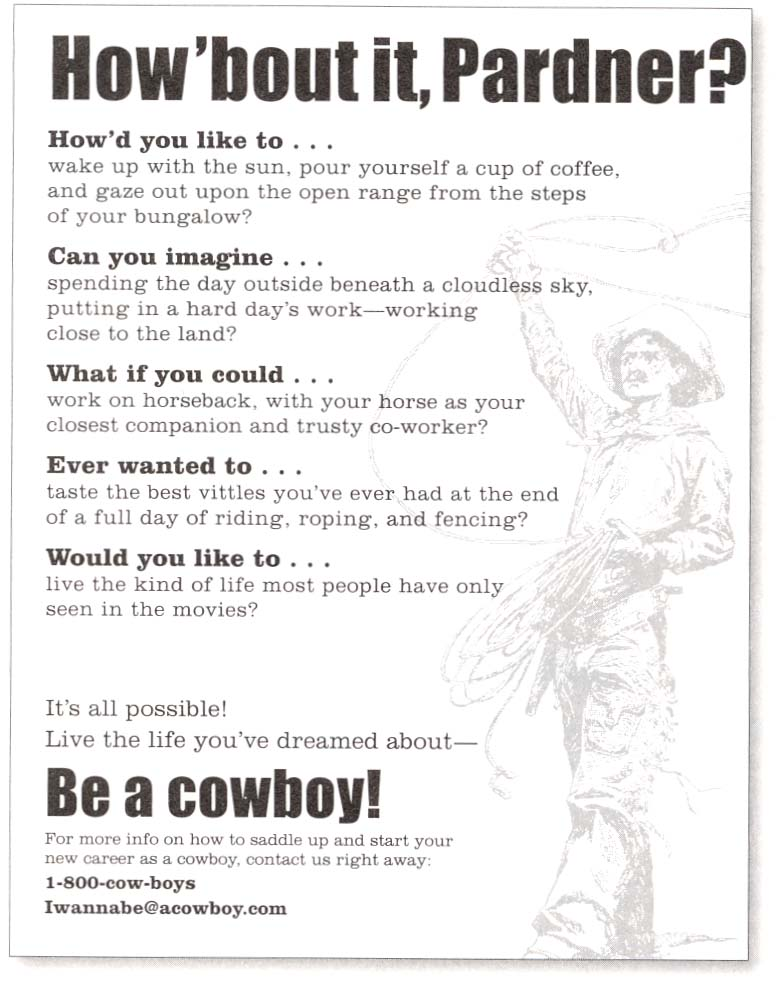 How 'bout it, Pardner?
How'd you like to . . .
wake up with the sun, pour yourself a cup of coffee,
and gaze out upon the open range from the steps
of your bungalow?
Can you imagine . . .
spending the day outside beneath a cloudless sky,
putting in a hard day's work—working
close to the land?
What if you could . . .
work on horseback, with your horse as your
closest companion and trusty co-worker?
Ever wanted to . . .
taste the best vittles you've ever had at the end
of a full day of riding, roping, and fencing?
Would you like to . . .
live the kind of life most people have only
seen in the movies?
It's all possible!
Live the life you've dreamed about—
Be a cowboy!
For more info on how to saddle up and start your
new career as a cowboy, contact us right away:
1-800-cow-boys
Iwannabe@acowboy.com